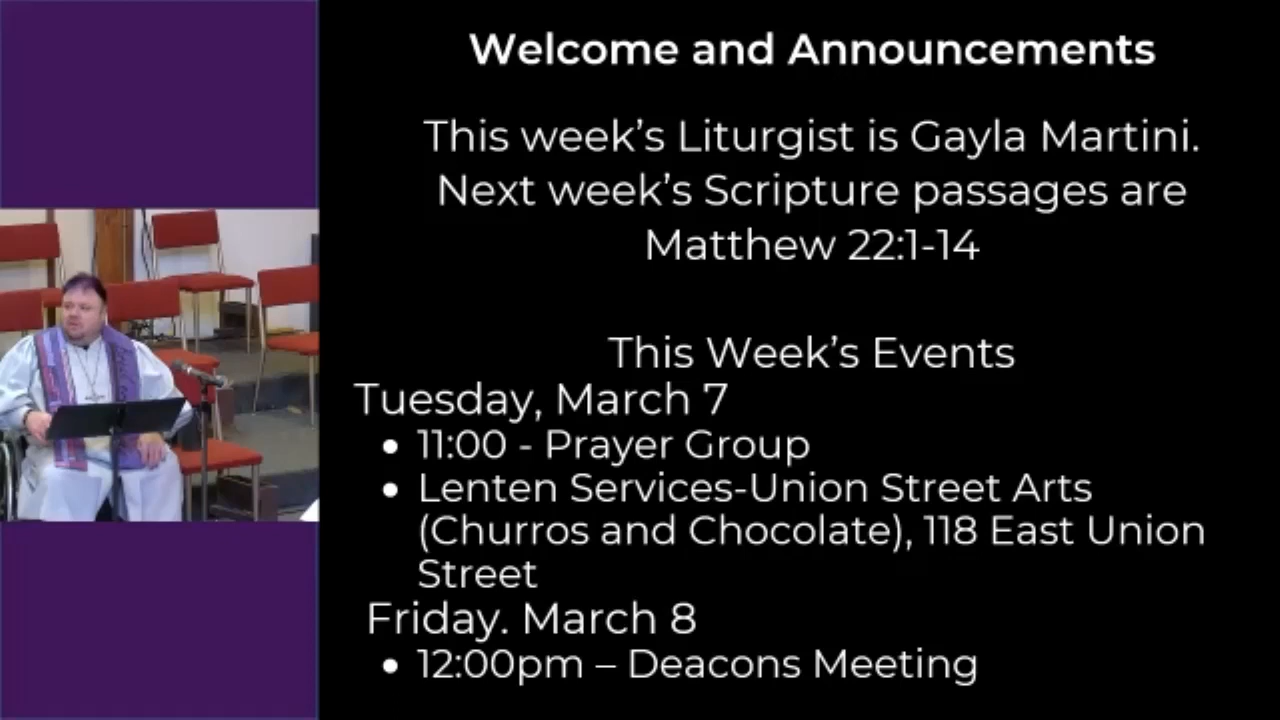 Welcome and Announcements
This week’s Liturgist is Gayla Martini.
Next week’s Scripture passages are
Matthew 22:1-14
This Week’s Events
Tuesday, March 7
• 11:00 - Prayer Group
• Lenten Services-Union Street Arts
(Churros and Chocolate), 118 East Union
Street
Friday. March 8
• 12:00pm – Deacons Meeting